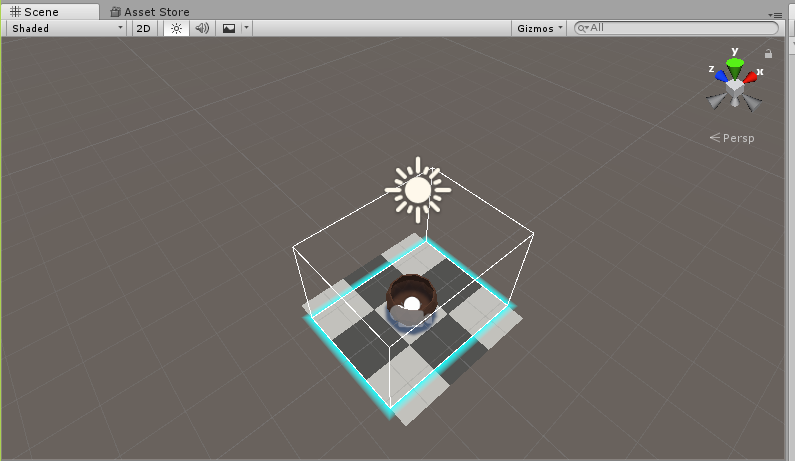 Scene
Asset Store
Shaded
2D
Gizmos
All
y
z
x
Persp